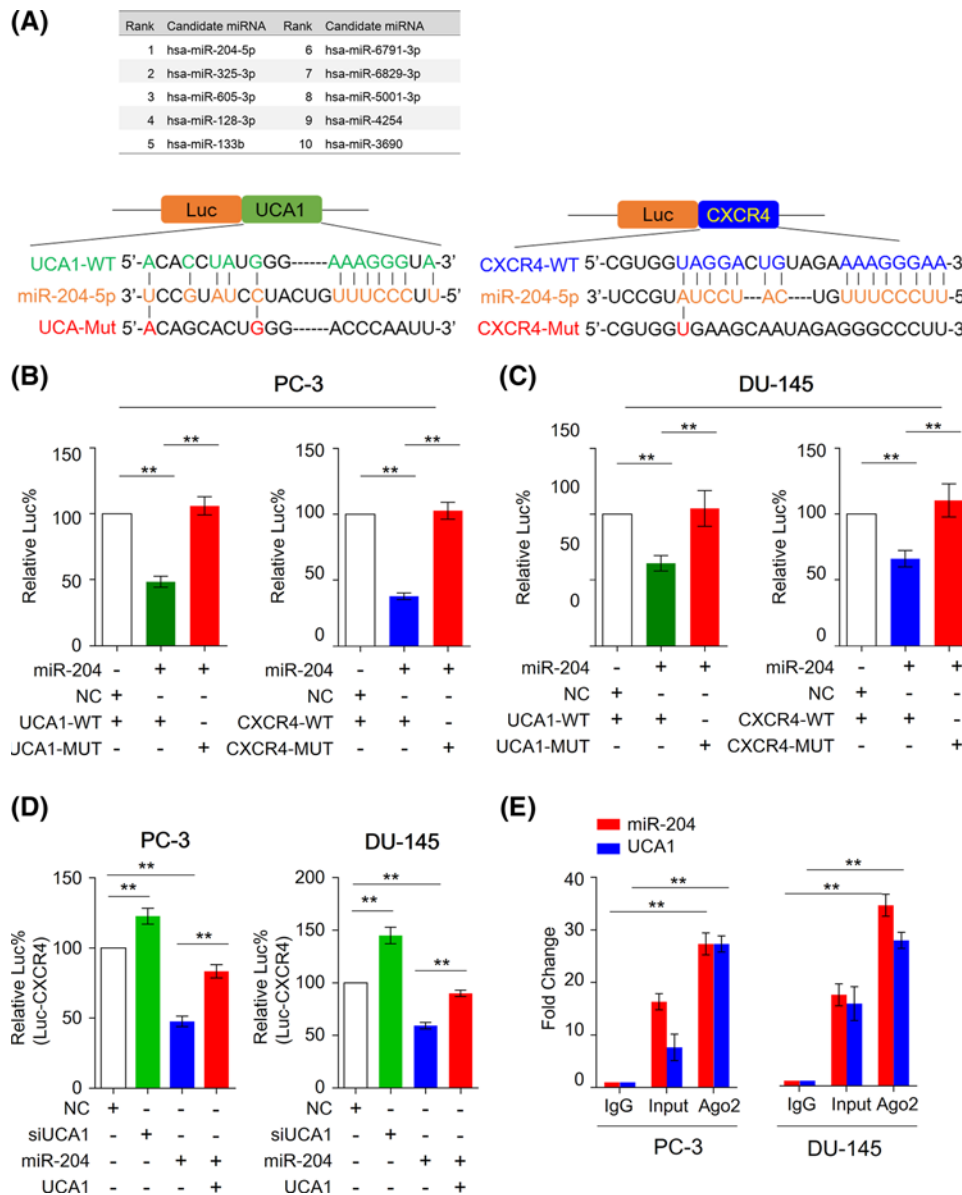 (A)
Rank Candidate miRNA Rank Candidate miRNA
1 hsa-miR-204-5p 6 hsa-miR-6791-3p
2 hsa-miR-325-3p 7 hsa-miR-6829-3p
3 hsa-miR-605-3p 8 hsa-miR-5001-3p
4 hsa-miR-128-3p 9 hsa-miR-4254
5 hsa-miR-133b 10 hsa-miR-3690
Luc UCA1
UCA1-WT 5'-ACACCUAUGGG------AAAGGGUA-3'
miR-204-5p 3'-UCCGUAUCCUACUGUUUCCCUU-5'
UCA-Mut 5'-ACAGCACUGGG------ACCCAAUU-3'
Luc CXCR4
CXCR4-WT 5'-CGUGGUAGGACUGUAGAAAAGGGAA-3'
miR-204-5p 3'-UCCGUAUCCU---AC----UGUUUCCCUU-5'
CXCR4-Mut 5'-CGUGGUGAAGCAAUAGAGGGCCCUU-3'
(B)
PC-3
Relative Luc%
150
100
50
0
**
**
miR-204 - + +
NC + - -
UCA1-WT + + -
UCA1-MUT - - +
Relative Luc%
150
100
50
0
**
**
miR-204 - + +
NC + - -
CXCR4-WT + + -
CXCR4-MUT - - +
(C)
DU-145
Relative Luc%
150
100
50
0
**
**
miR-204 - + +
NC + - -
UCA1-WT + + -
UCA1-MUT - - +
Relative Luc%
150
100
50
0
**
**
miR-204 - + +
NC + - -
CXCR4-WT + + -
CXCR4-MUT - - +
(D)
PC-3
Relative Luc%
(Luc-CXCR4)
150
100
50
0
**
**
**
NC + - - -
siUCA1 - + - -
miR-204 - - + +
UCA1 - - - +
DU-145
Relative Luc%
(Luc-CXCR4)
200
150
100
50
0
**
**
**
NC + - - -
siUCA1 - + - -
miR-204 - - + +
UCA1 - - - +
(E)
miR-204
UCA1
Fold Change
40
30
20
10
0
**
**
**
**
IgG Input Ago2 IgG Input Ago2
PC-3 DU-145